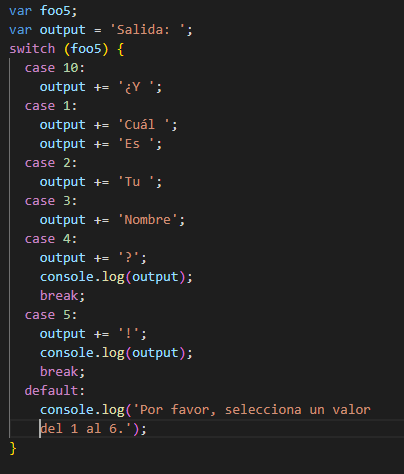 var foo5;
var output = 'Salida: ';
switch (foo5) {
  case 10:
    output += '¿Y ';
  case 1:
    output += 'Cuál ';
    output += 'Es ';
  case 2:
    output += 'Tu ';
  case 3:
    output += 'Nombre';
  case 4:
    output += '?';
    console.log(output);
    break;
  case 5:
    output += '!';
    console.log(output);
    break;
  default:
    console.log('Por favor, selecciona un valor
    del 1 al 6.');
}